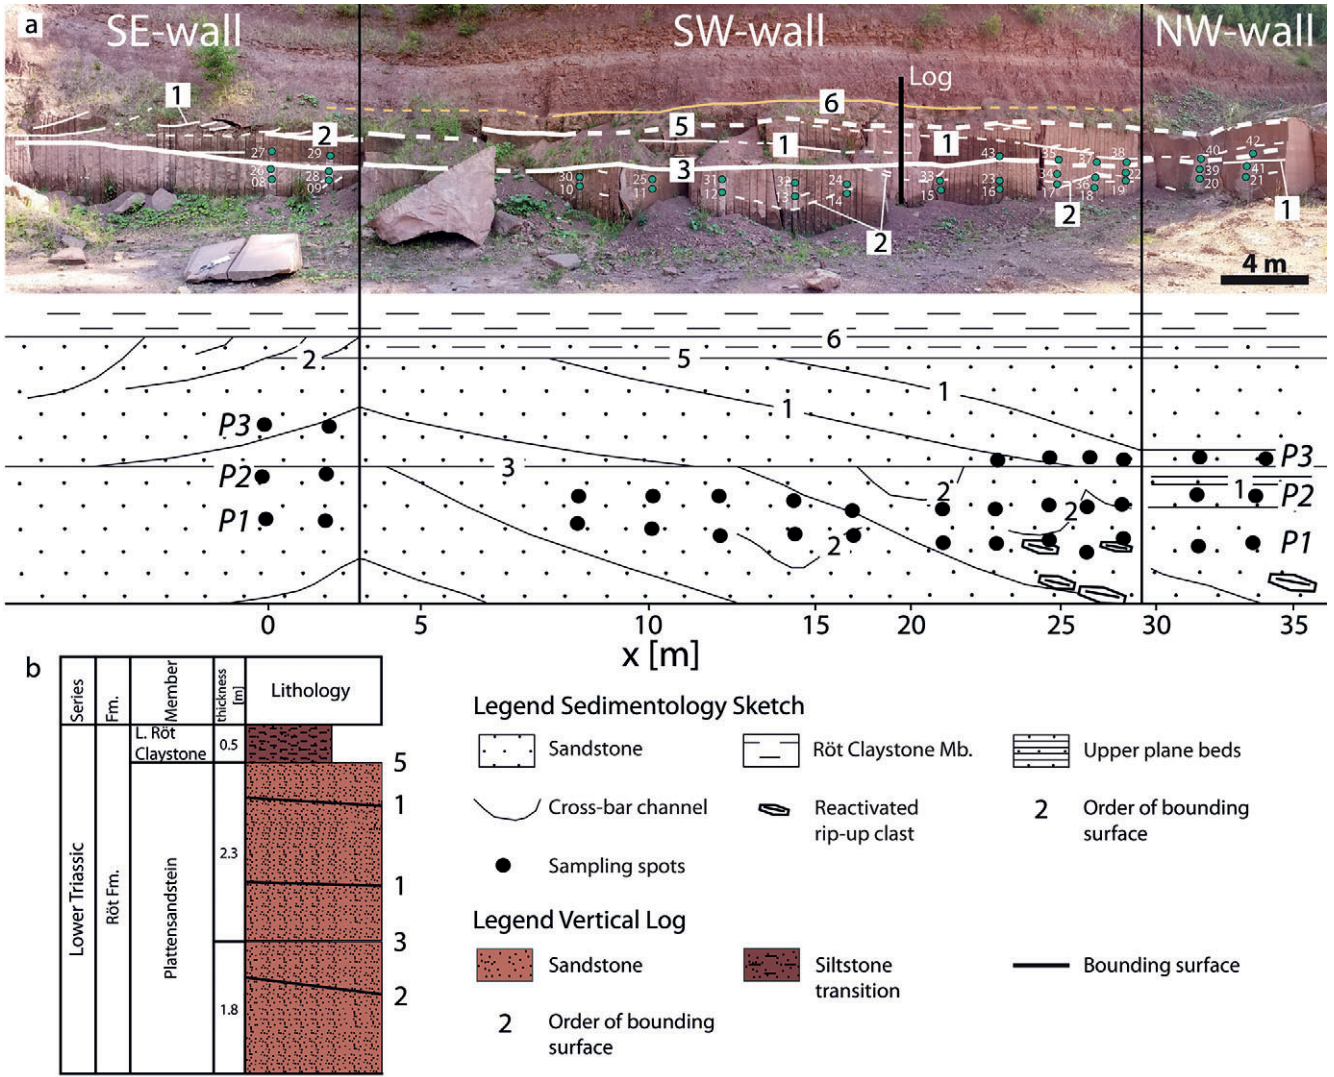 a
SE-wall
SW-wall
NW-wall
Log
1
2
5
6
1
1
3
2
2
1
4 m
27
29
26
28
08
09
30
10
25
11
31
12
32
13
24
14
33
15
43
23
16
35
34
17
37
36
18
38
22
19
40
39
20
42
41
21
6
2
5
1
1
3
2
2
2
1
P3
P2
P1
P3
P2
P1
0 5 10 15 20 25 30 35
x [m]
b
Series
Fm.
Member
thickness
[m]
Lithology
L. Röt
Claystone
0.5
Lower Triassic
Röt Fm.
Plattensandstein
2.3
1.8
5
1
1
3
2
Legend Sedimentology Sketch
Sandstone
Röt Claystone Mb.
Upper plane beds
Cross-bar channel
Reactivated
rip-up clast
2 Order of bounding
surface
Sampling spots
Legend Vertical Log
Sandstone
Siltstone
transition
Bounding surface
2 Order of bounding
surface